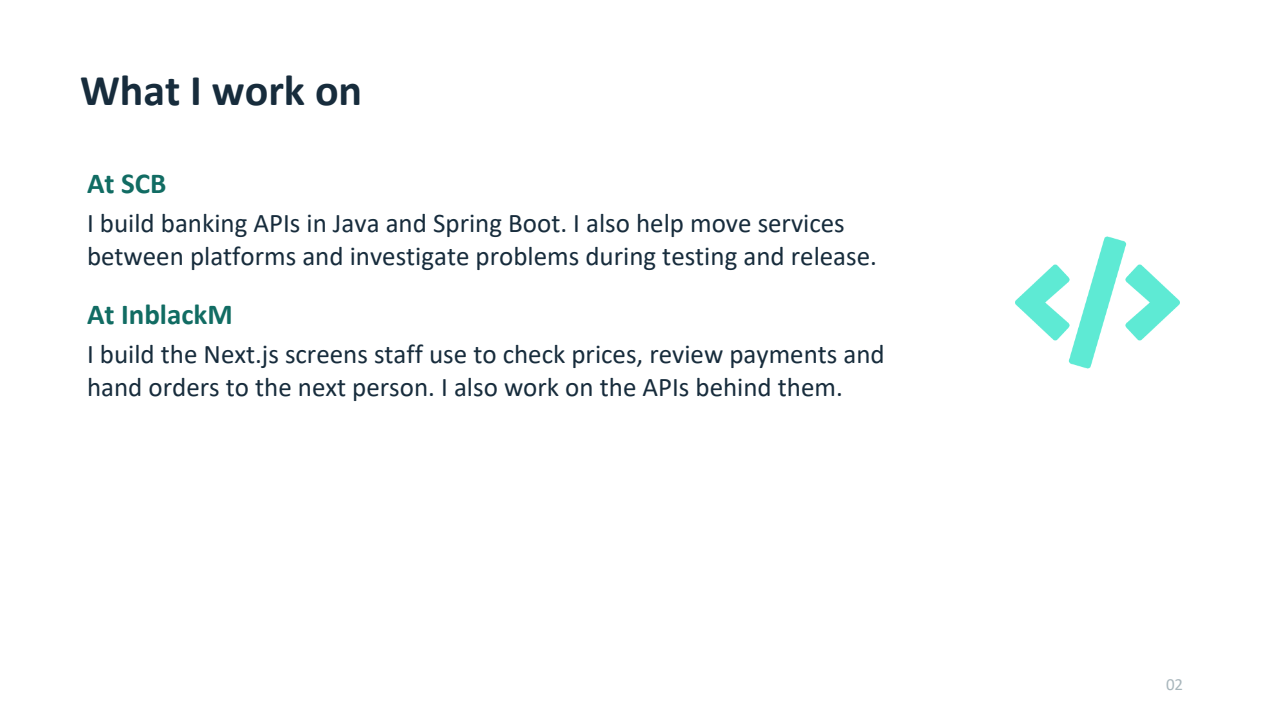 What I work on
At SCB
I build banking APIs in Java and Spring Boot. I also help move services
between platforms and investigate problems during testing and release.
At InblackM
I build the Next.js screens staff use to check prices, review payments and
hand orders to the next person. I also work on the APIs behind them.
02